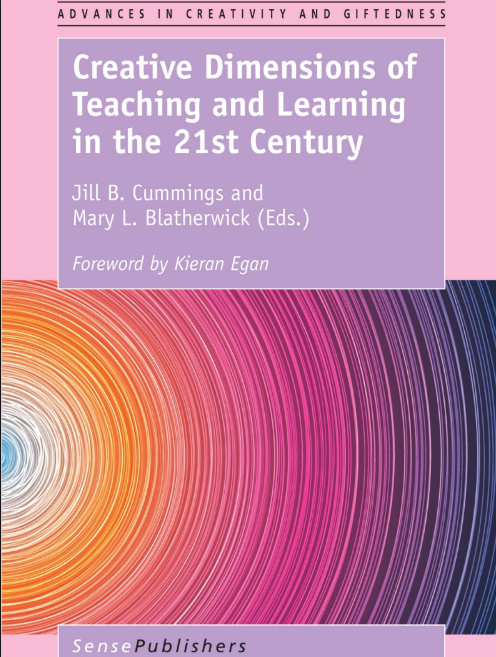 ADVANCES IN CREATIVITY AND GIFTEDNESS
Creative Dimensions of
Teaching and Learning
in the 21st Century
Jill B. Cummings and
Mary L. Blatherwick (Eds.)
Foreword by Kieran Egan
SensePublishers